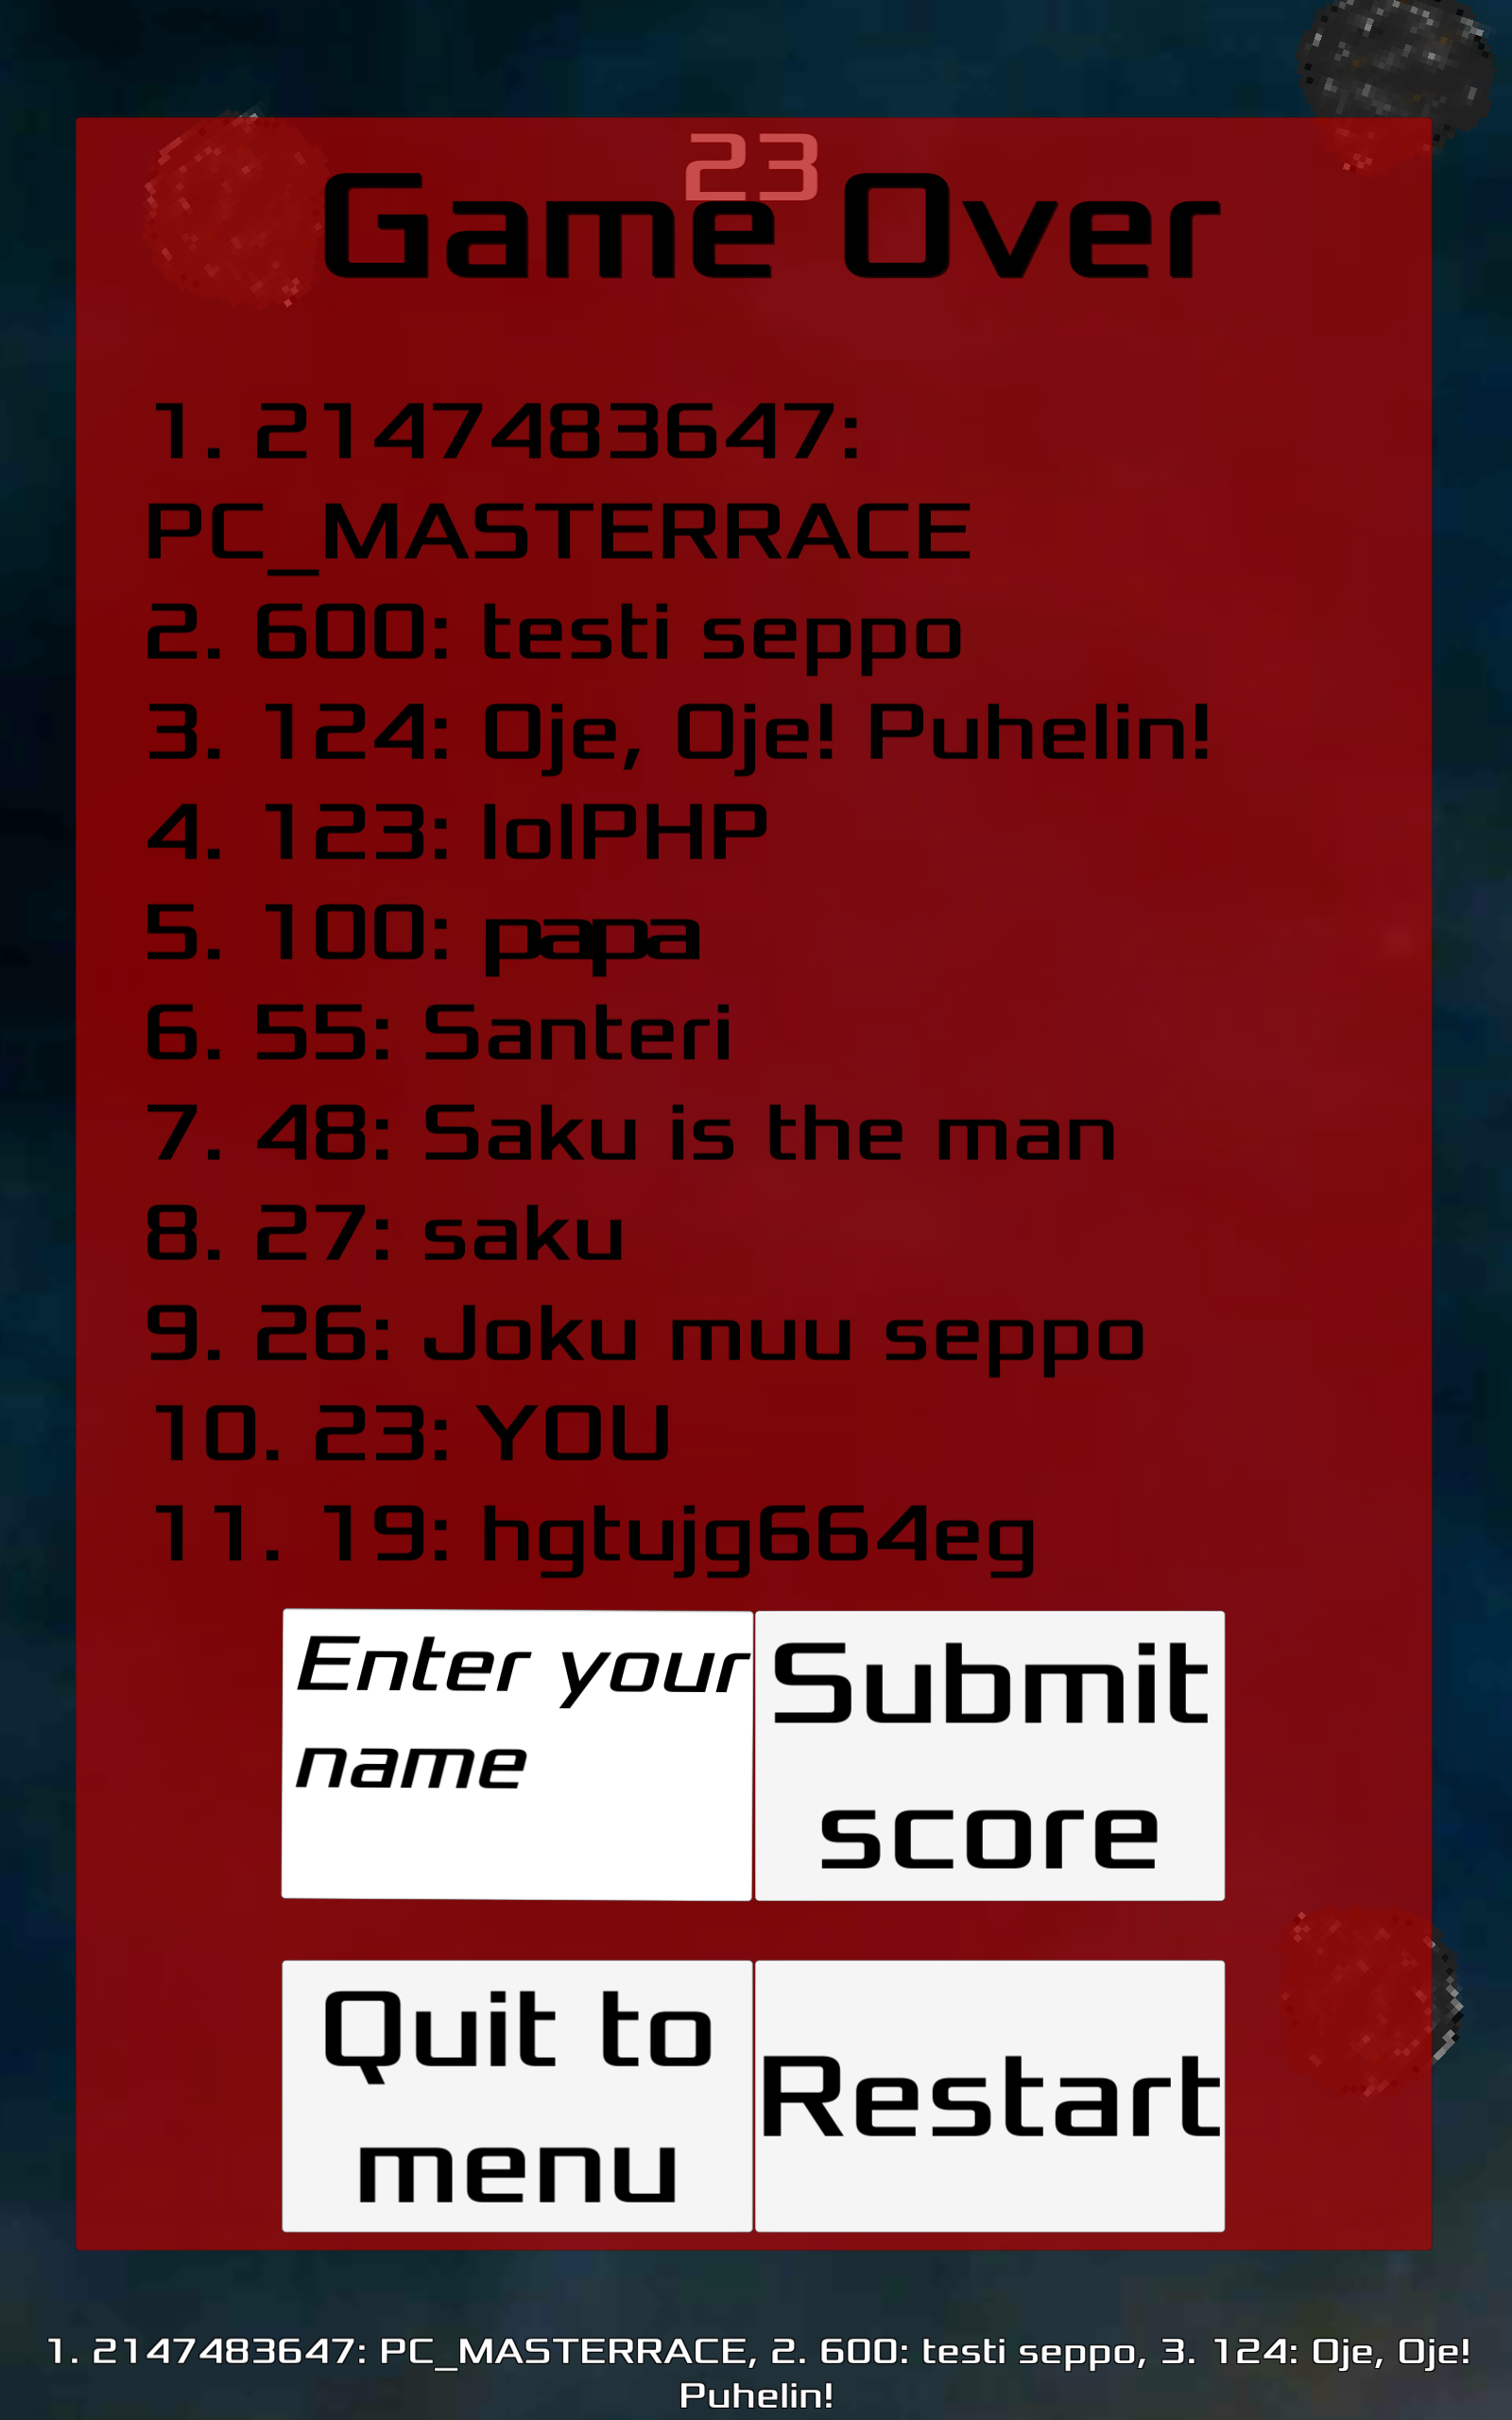 23
Game Over
1. 2147483647:
PC_MASTERRACE
2. 600: testi seppo
3. 124: Oje, Oje! Puhelin!
4. 123: lolPHP
5. 100: papa
6. 55: Santeri
7. 48: Saku is the man
8. 27: saku
9. 26: Joku muu seppo
10. 23: YOU
11. 19: hgtujg664eg
Enter your
name
Submit
score
Quit to
menu
Restart
1. 2147483647: PC_MASTERRACE, 2. 600: testi seppo, 3. 124: Oje, Oje!
Puhelin!